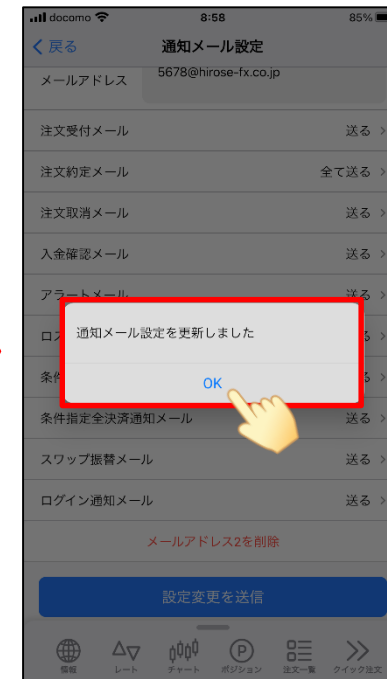 docomo 8:58 85%
戻る 通知メール設定
メールアドレス 5678@hirose-fx.co.jp
注文受付メール 送る
注文約定メール 全て送る
注文取消メール 送る
入金確認メール 送る
アラートメール 送る
ロス
通知メール設定を更新しました
条件
OK
条件指定全決済通知メール 送る
スワップ振替メール 送る
ログイン通知メール 送る
メールアドレス2を削除
設定変更を送信
情報 レート チャート ポジション 注文一覧 クイック注文